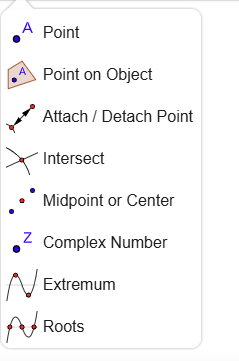 A Point
A Point on Object
Attach / Detach Point
Intersect
Midpoint or Center
Z Complex Number
Extremum
Roots